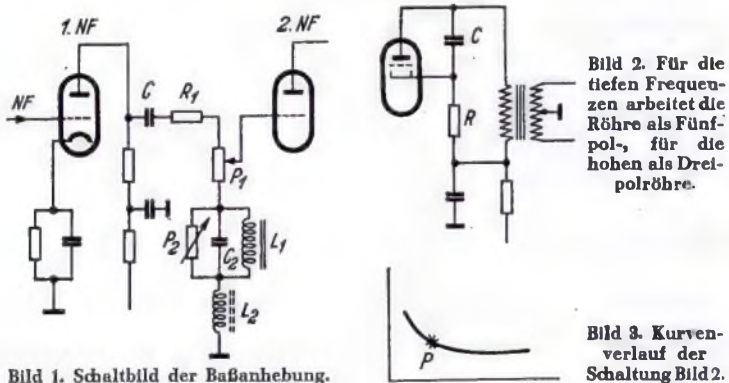 1. NF
2. NF
NF
C
R1
P1
P2
C2
L1
L2
Bild 1. Schaltbild der Baßanhebung.
C
R
Bild 2. Für die
tiefen Frequen-
zen arbeitet die
Röhre als Fünf-
pol-, für die
hohen als Drei-
polröhre.
P
Bild 3. Kurven-
verlauf der
Schaltung Bild 2.